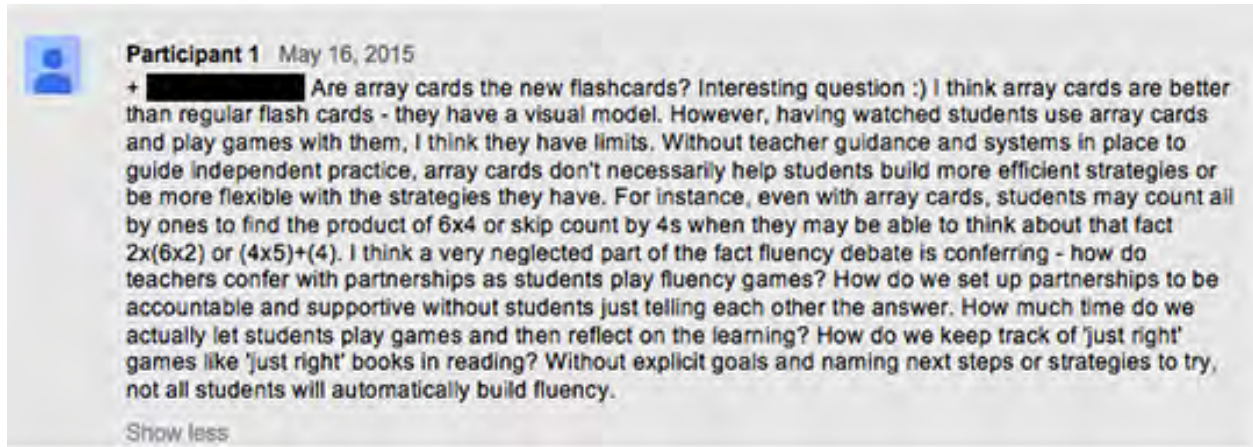 Participant 1 May 16, 2015
+ Are array cards the new flashcards? Interesting question :) I think array cards are better
than regular flash cards - they have a visual model. However, having watched students use array cards
and play games with them, I think they have limits. Without teacher guidance and systems in place to
guide independent practice, array cards don't necessarily help students build more efficient strategies or
be more flexible with the strategies they have. For instance, even with array cards, students may count all
by ones to find the product of 6x4 or skip count by 4s when they may be able to think about that fact
2x(6x2) or (4x5)+(4). I think a very neglected part of the fact fluency debate is conferring - how do
teachers confer with partnerships as students play fluency games? How do we set up partnerships to be
accountable and supportive without students just telling each other the answer. How much time do we
actually let students play games and then reflect on the learning? How do we keep track of 'just right'
games like 'just right' books in reading? Without explicit goals and naming next steps or strategies to try,
not all students will automatically build fluency.
Show less